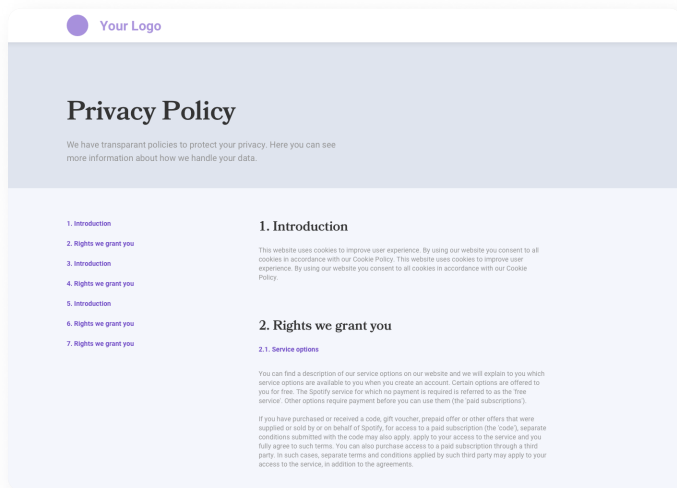 Your Logo
Privacy Policy
We have transparant policies to protect your privacy. Here you can see
more information about how we handle your data.
1. Introduction
2. Rights we grant you
3. Introduction
4. Rights we grant you
5. Introduction
6. Rights we grant you
7. Rights we grant you
1. Introduction
This website uses cookies to improve user experience. By using our website you consent to all
cookies in accordance with our Cookie Policy. This website uses cookies to improve user
experience. By using our website you consent to all cookies in accordance with our Cookie
Policy.
2. Rights we grant you
2.1. Service options
You can find a description of our service options on our website and we will explain to you which
service options are available to you when you create an account. Certain options are offered to
you for free. The Spotify service for which no payment is required is referred to as the 'free
service'. Other options require payment before you can use them (the 'paid subscriptions').
If you have purchased or received a code, gift voucher, prepaid offer or other offers that were
supplied or sold by or on behalf of Spotify, for access to a paid subscription (the 'code'), separate
conditions submitted with the code may also apply. apply to your access to the service and you
fully agree to such terms. You can also purchase access to a paid subscription through a third
party. In such cases, separate terms and conditions applied by such third party may apply to your
access to the service, in addition to the agreements.